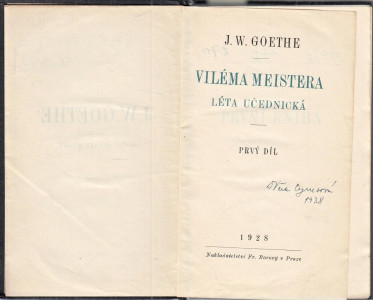 J. W. GOETHE
VILÉMA MEISTERA
LÉTA UČEDNICKÁ
PRVÝ DÍL
1938
1928
Nakladatelství Fr. Borový v Praze